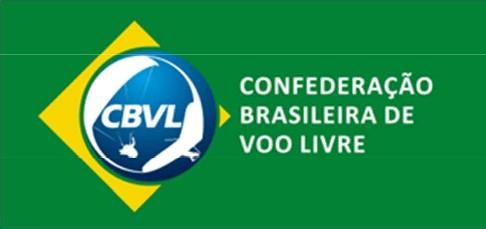 CBVL
CONFEDERAÇÃO
BRASILEIRA DE
VOO LIVRE